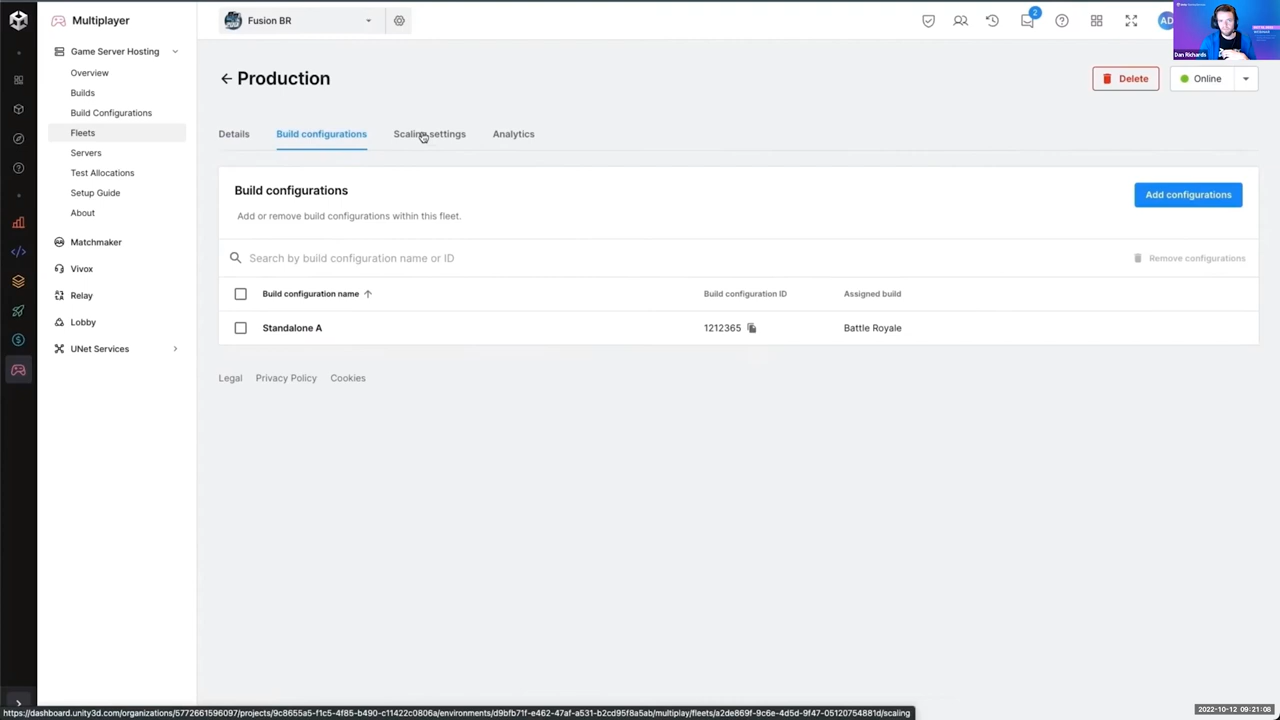 Multiplayer
Fusion BR
2
AD
Dan Richards
Game Server Hosting
Overview
Builds
Build Configurations
Fleets
Servers
Test Allocations
Setup Guide
About
Matchmaker
Vivox
Relay
Lobby
UNet Services
Production
Delete
Online
Details
Build configurations
Scaling settings
Analytics
Build configurations
Add or remove build configurations within this fleet.
Add configurations
Search by build configuration name or ID
Remove configurations
Build configuration name
Build configuration ID
Assigned build
Standalone A
1212365
Battle Royale
Legal
Privacy Policy
Cookies
https://dashboard.unity3d.com/organizations/5772661596097/projects/9c8655a5-f1c5-4f85-b490-c11422c0806a/environments/d9bfb71f-e462-47af-a531-b2cd95f8a5ab/multiplay/fleets/a2de869f-9c6e-4d5d-9f47-05120754881d/scaling
2022-10-12 09:21:08